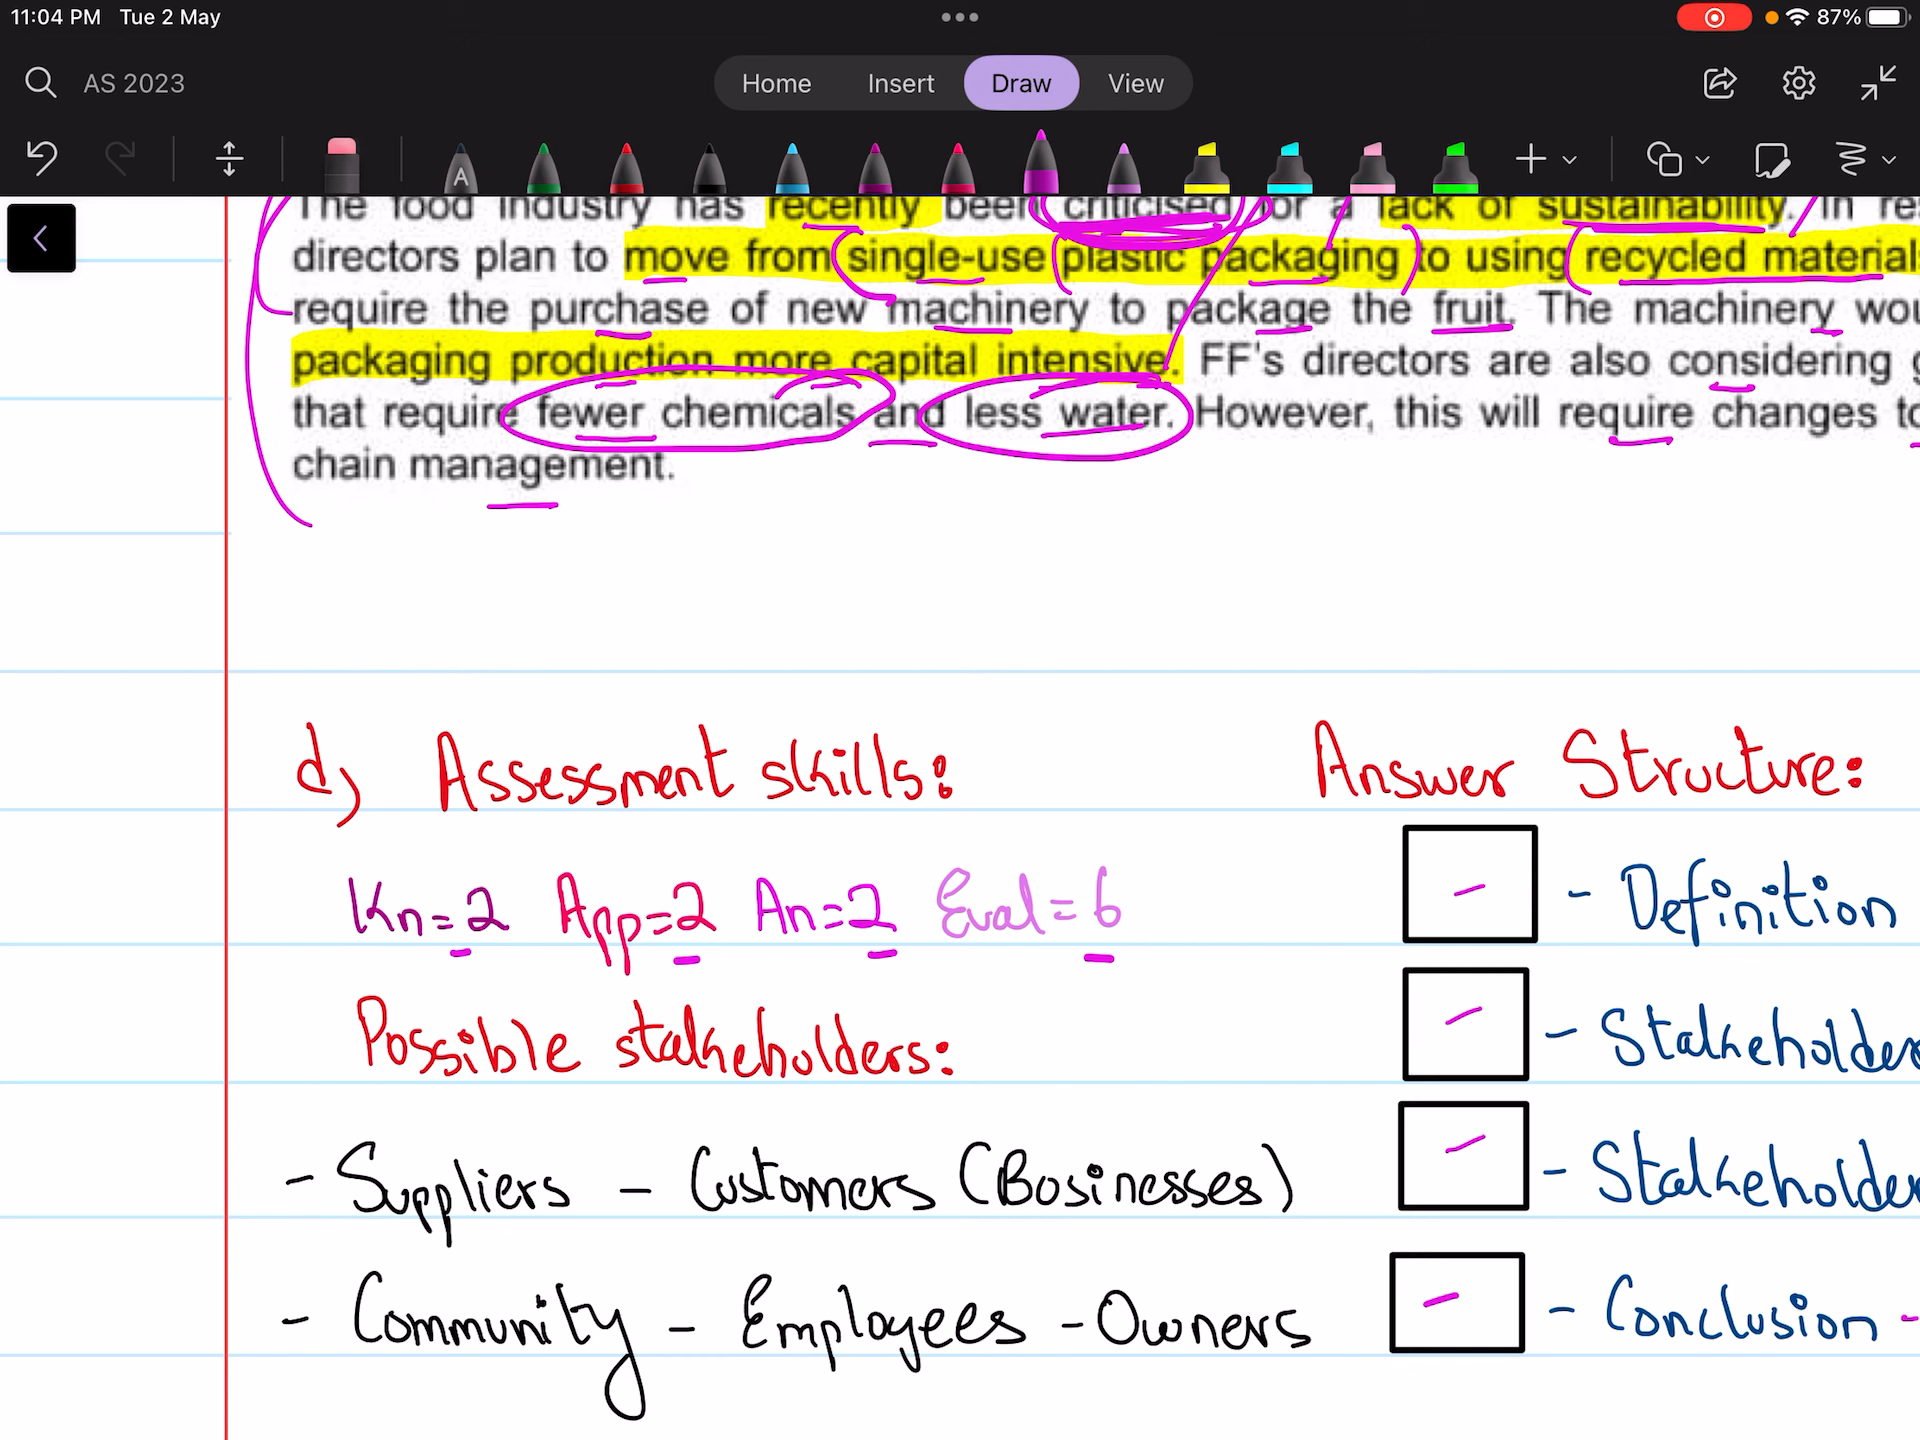 11:04 PM Tue 2 May 87%
AS 2023 Home Insert Draw View
A
The food industry has recently been criticised for a lack of sustainability. In re
directors plan to move from single-use plastic packaging to using recycled material
require the purchase of new machinery to package the fruit. The machinery wou
packaging production more capital intensive. FF's directors are also considering g
that require fewer chemicals and less water. However, this will require changes to
chain management.
d) Assessment skills: Answer Structure:
Kn=2 App=2 An=2 Eval=6 - Definition
Possible stakeholders: - Stakeholder
- Suppliers - Customers (Businesses) - Stakeholder
- Community - Employees - Owners - Conclusion -